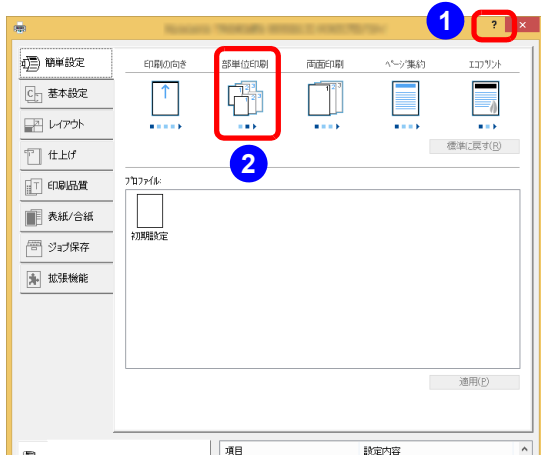 1
?
×
簡単設定
基本設定
レイアウト
仕上げ
印刷品質
表紙/合紙
ジョブ保存
拡張機能
印刷の向き
部単位印刷
両面印刷
ページ集約
エコプリント
2
標準に戻す(R)
プロファイル:
初期設定
適用(P)
項目
設定内容